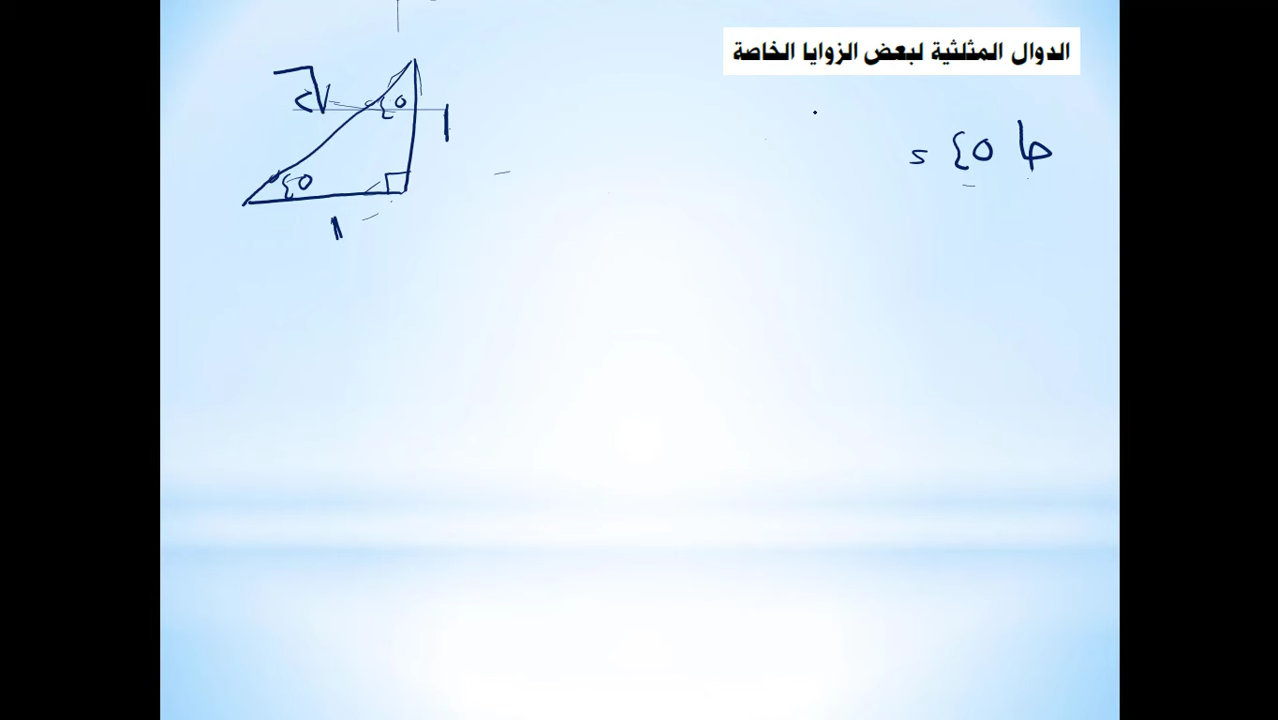 الدوال المثلثية لبعض الزوايا الخاصة
حا ٤٥ =
٤٥
١
√٢
٤٥
١